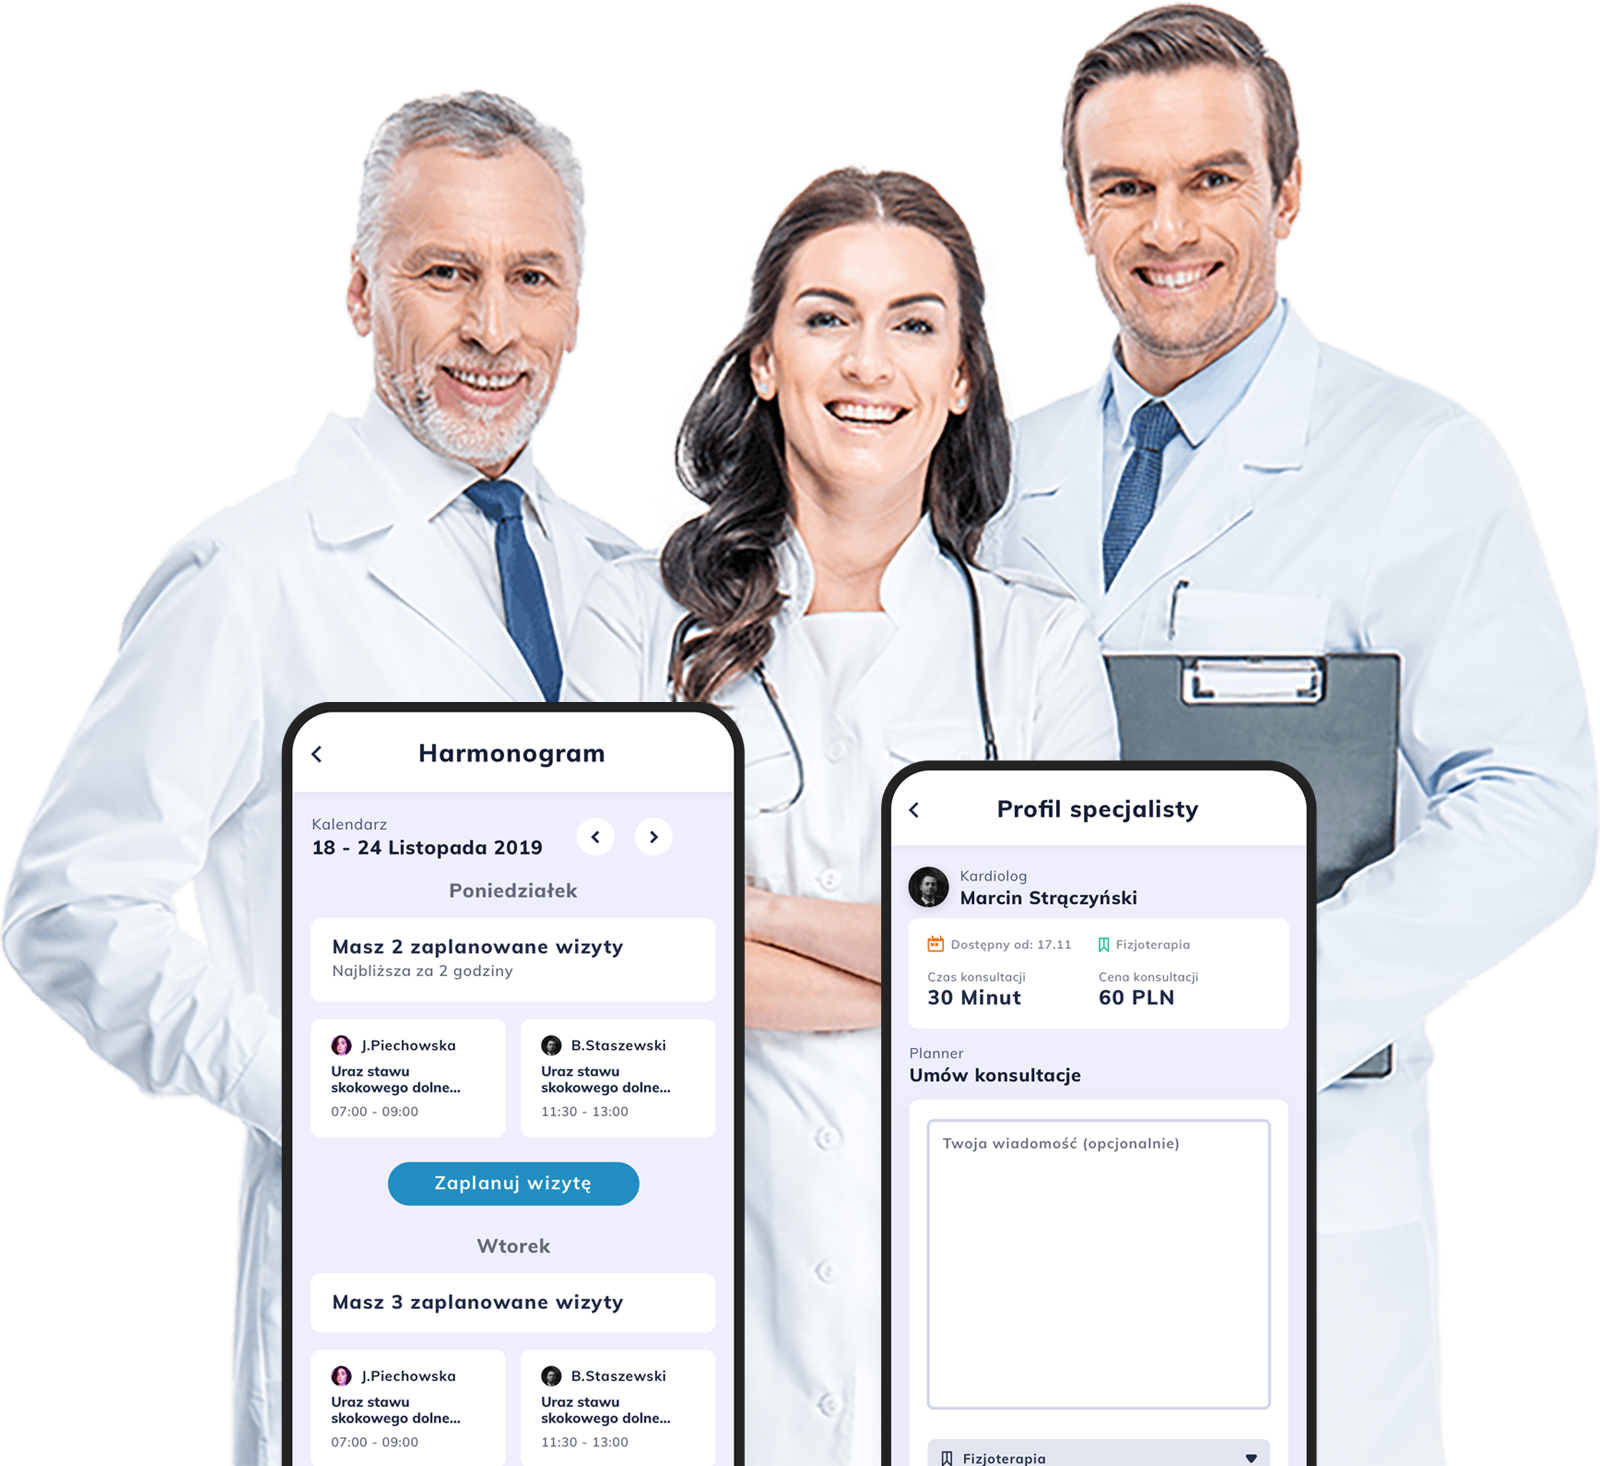 Harmonogram
Kalendarz
18 - 24 Listopada 2019
Poniedziałek
Masz 2 zaplanowane wizyty
Najbliższa za 2 godziny
J.Piechowska
Uraz stawu
skokowego dolne...
07:00 - 09:00
B.Staszewski
Uraz stawu
skokowego dolne...
11:30 - 13:00
Zaplanuj wizytę
Wtorek
Masz 3 zaplanowane wizyty
J.Piechowska
Uraz stawu
skokowego dolne...
07:00 - 09:00
B.Staszewski
Uraz stawu
skokowego dolne...
11:30 - 13:00
Profil specjalisty
Kardiolog
Marcin Strączyński
Dostępny od: 17.11
Fizjoterapia
Czas konsultacji
30 Minut
Cena konsultacji
60 PLN
Planner
Umów konsultacje
Twoja wiadomość (opcjonalnie)
Fizjoterapia